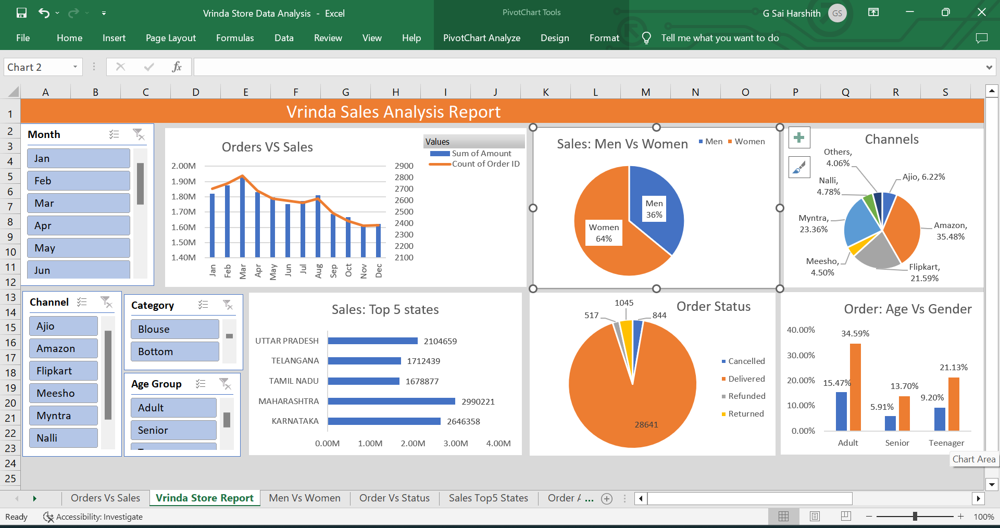 Vrinda Store Data Analysis - Excel
PivotChart Tools
G Sai Harshith
GS
File Home Insert Page Layout Formulas Data Review View Help PivotChart Analyze Design Format Tell me what you want to do
Chart 2
fx
A B C D E F G H I J K L M N O P Q R S
1
2
3
4
5
6
7
8
9
10
11
12
13
14
15
16
17
18
19
20
21
22
23
24
25
Vrinda Sales Analysis Report
Month
Jan
Feb
Mar
Apr
May
Jun
Orders VS Sales
Values
Sum of Amount
Count of Order ID
2.00M
1.90M
1.80M
1.70M
1.60M
1.50M
1.40M
2900
2800
2700
2600
2500
2400
2300
2200
2100
Jan Feb Mar Apr May Jun Jul Aug Sep Oct Nov Dec
Sales: Men Vs Women
Men Women
Men
36%
Women
64%
Channels
Others,
4.06%
Ajio, 6.22%
Nalli,
4.78%
Myntra,
23.36%
Amazon,
35.48%
Meesho,
4.50%
Flipkart,
21.59%
Channel
Ajio
Amazon
Flipkart
Meesho
Myntra
Nalli
Category
Blouse
Bottom
Age Group
Adult
Senior
Sales: Top 5 states
UTTAR PRADESH 2104659
TELANGANA 1712439
TAMIL NADU 1678877
MAHARASHTRA 2990221
KARNATAKA 2646358
0.00M 1.00M 2.00M 3.00M 4.00M
Order Status
1045
517
844
28641
Cancelled
Delivered
Refunded
Returned
Order: Age Vs Gender
40.00%
30.00%
20.00%
10.00%
0.00%
34.59%
15.47%
13.70%
5.91%
21.13%
9.20%
Adult Senior Teenager
Chart Area
Orders Vs Sales Vrinda Store Report Men Vs Women Order Vs Status Sales Top5 States Order A ...
Ready Accessibility: Investigate
100%